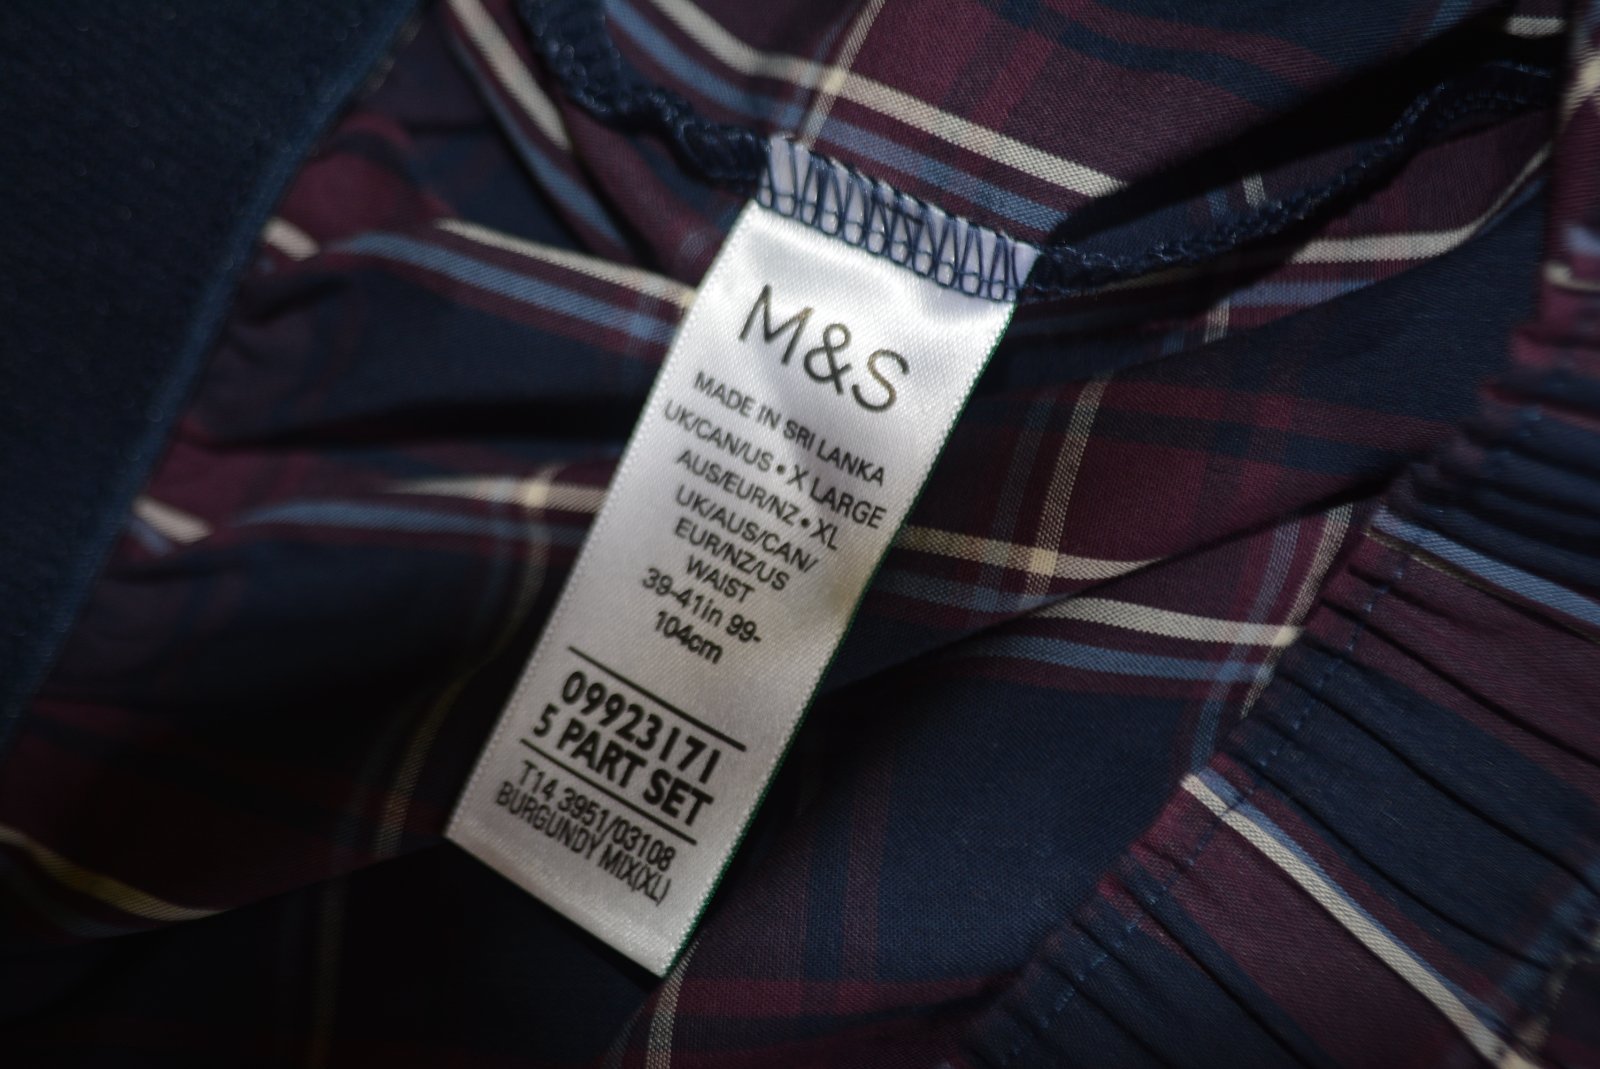 M&S
MADE IN SRI LANKA
UK/CAN/US • X LARGE
AUS/EUR/NZ • XL
UK/AUS/CAN/
EUR/NZ/US
WAIST
39-41in 99-
104cm
09923171
5 PART SET
T14 3951/03108
BURGUNDY MIX(XL)